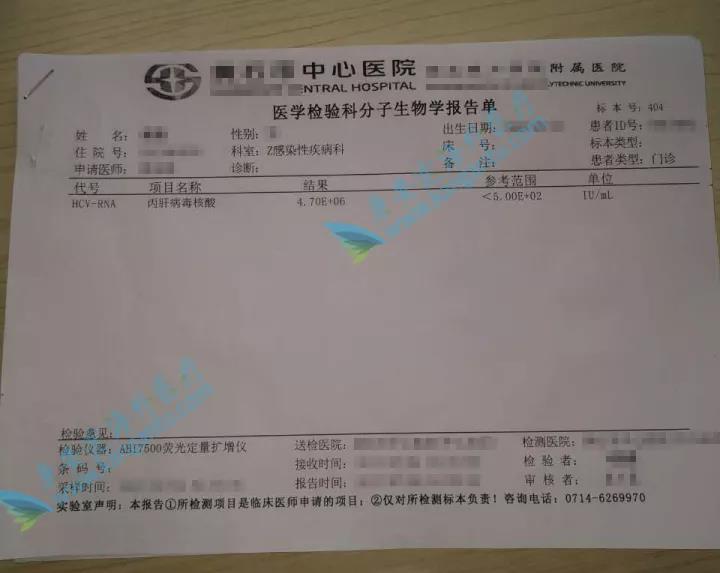 中心医院 附属医院
NTRAL HOSPITAL LYTECHNIC UNIVERSITY
医学检验科分子生物学报告单 标 本 号: 404
姓 名: 性别: 出生日期: 患者ID号:
住 院 号: 科室: Z感染性疾病科 床 号: 标本类型:
申请医师: 诊断: 备 注: 患者类型: 门诊
代号 项目名称 结果 参考范围 单位
HCV-RNA 丙肝病毒核酸 4.70E+06 <5.00E+02 IU/mL
检验意见:
检验仪器: ABI7500荧光定量扩增仪 送检医院: 检测医院:
条 码 号: 接收时间: 检 验 者:
采样时间: 报告时间: 审 核 者:
实验室声明: 本报告①所检测项目是临床医师申请的项目; ②仅对所检测标本负责! 咨询电话: 0714-6269970